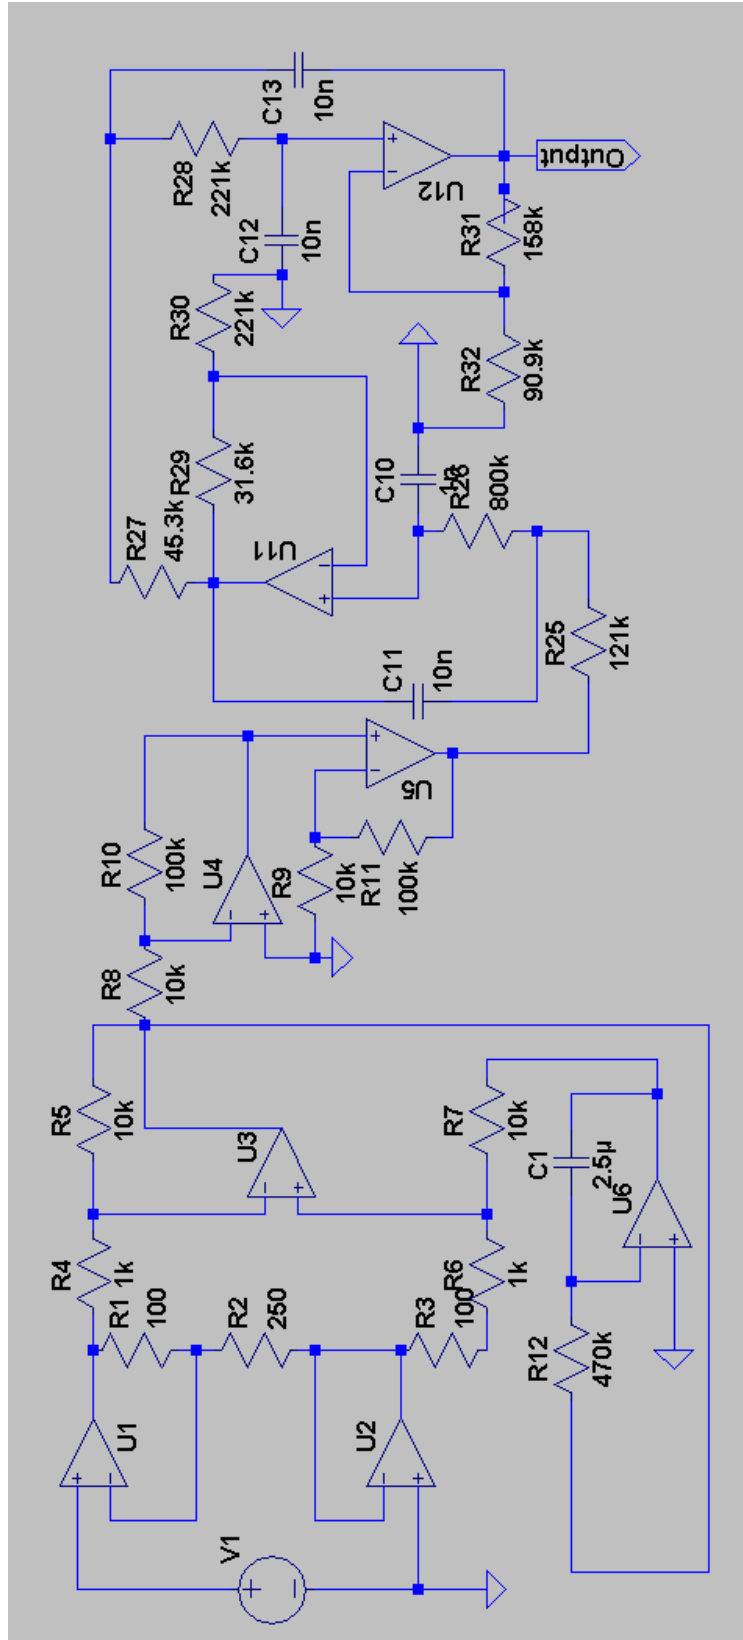 V1
U1
R1
100
R4
1k
R5
10k
R2
250
U2
R3
100
R6
1k
U3
R7
10k
R12
470k
C1
2.5µ
U6
R8
10k
R10
100k
U4
R9
10k
R11
100k
U5
C11
10n
R25
121k
R27
45.3k
U11
R29
31.6k
R30
221k
C10
R26
800k
R32
90.9k
R31
158k
R28
221k
C12
10n
C13
10n
U12
Output